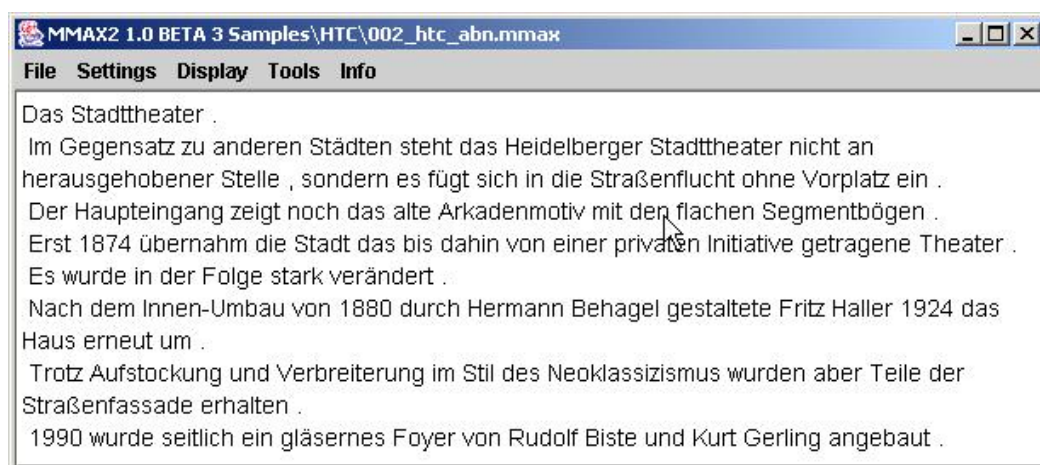 MMAX2 1.0 BETA 3 Samples\HTC\002_htc_abn.mmax
File Settings Display Tools Info
Das Stadttheater .
Im Gegensatz zu anderen Städten steht das Heidelberger Stadttheater nicht an
herausgehobener Stelle , sondern es fügt sich in die Straßenflucht ohne Vorplatz ein .
Der Haupteingang zeigt noch das alte Arkadenmotiv mit den flachen Segmentbögen .
Erst 1874 übernahm die Stadt das bis dahin von einer privaten Initiative getragene Theater .
Es wurde in der Folge stark verändert .
Nach dem Innen-Umbau von 1880 durch Hermann Behagel gestaltete Fritz Haller 1924 das
Haus erneut um .
Trotz Aufstockung und Verbreiterung im Stil des Neoklassizismus wurden aber Teile der
Straßenfassade erhalten .
1990 wurde seitlich ein gläsernes Foyer von Rudolf Biste und Kurt Gerling angebaut .